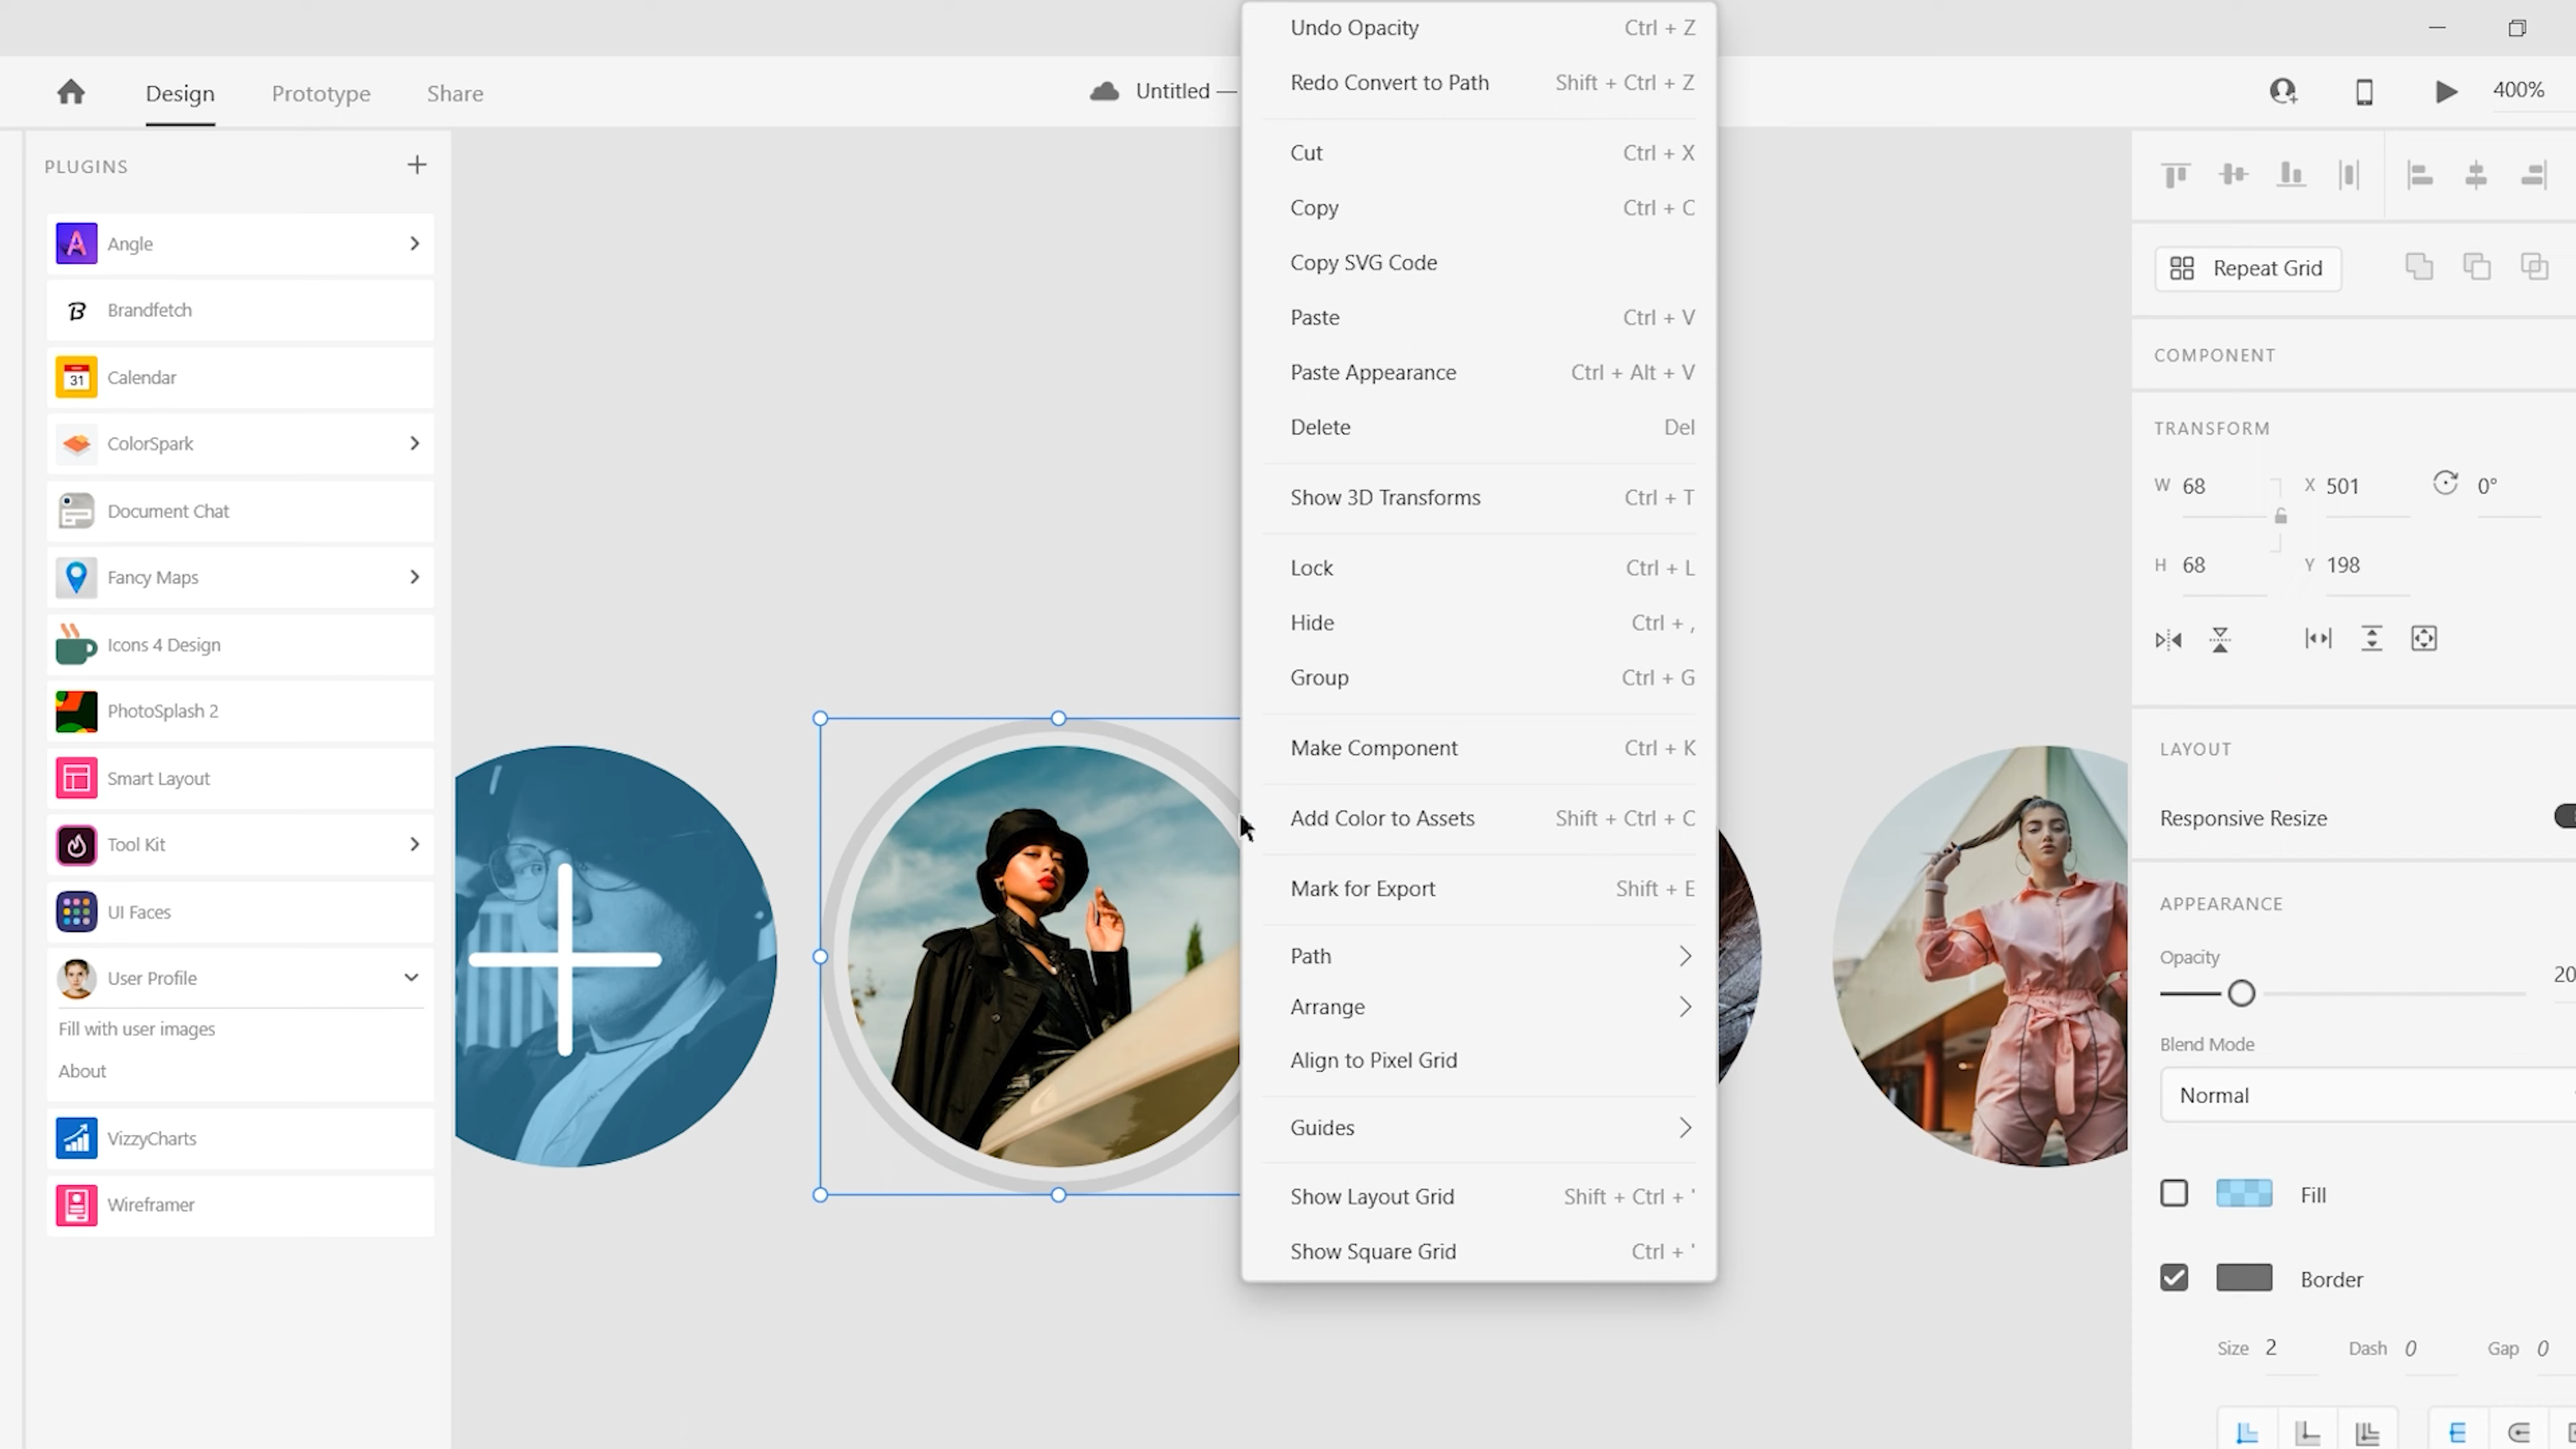 Design Prototype Share
Untitled —
400%
PLUGINS
Angle
Brandfetch
31 Calendar
ColorSpark
Document Chat
Fancy Maps
Icons 4 Design
PhotoSplash 2
Smart Layout
Tool Kit
UI Faces
User Profile
Fill with user images
About
VizzyCharts
Wireframer
Undo Opacity Ctrl + Z
Redo Convert to Path Shift + Ctrl + Z
Cut Ctrl + X
Copy Ctrl + C
Copy SVG Code
Paste Ctrl + V
Paste Appearance Ctrl + Alt + V
Delete Del
Show 3D Transforms Ctrl + T
Lock Ctrl + L
Hide Ctrl + ,
Group Ctrl + G
Make Component Ctrl + K
Add Color to Assets Shift + Ctrl + C
Mark for Export Shift + E
Path
Arrange
Align to Pixel Grid
Guides
Show Layout Grid Shift + Ctrl + '
Show Square Grid Ctrl + '
Repeat Grid
COMPONENT
TRANSFORM
W 68 X 501 0°
H 68 Y 198
LAYOUT
Responsive Resize
APPEARANCE
Opacity
20
Blend Mode
Normal
Fill
Border
Size 2 Dash 0 Gap 0